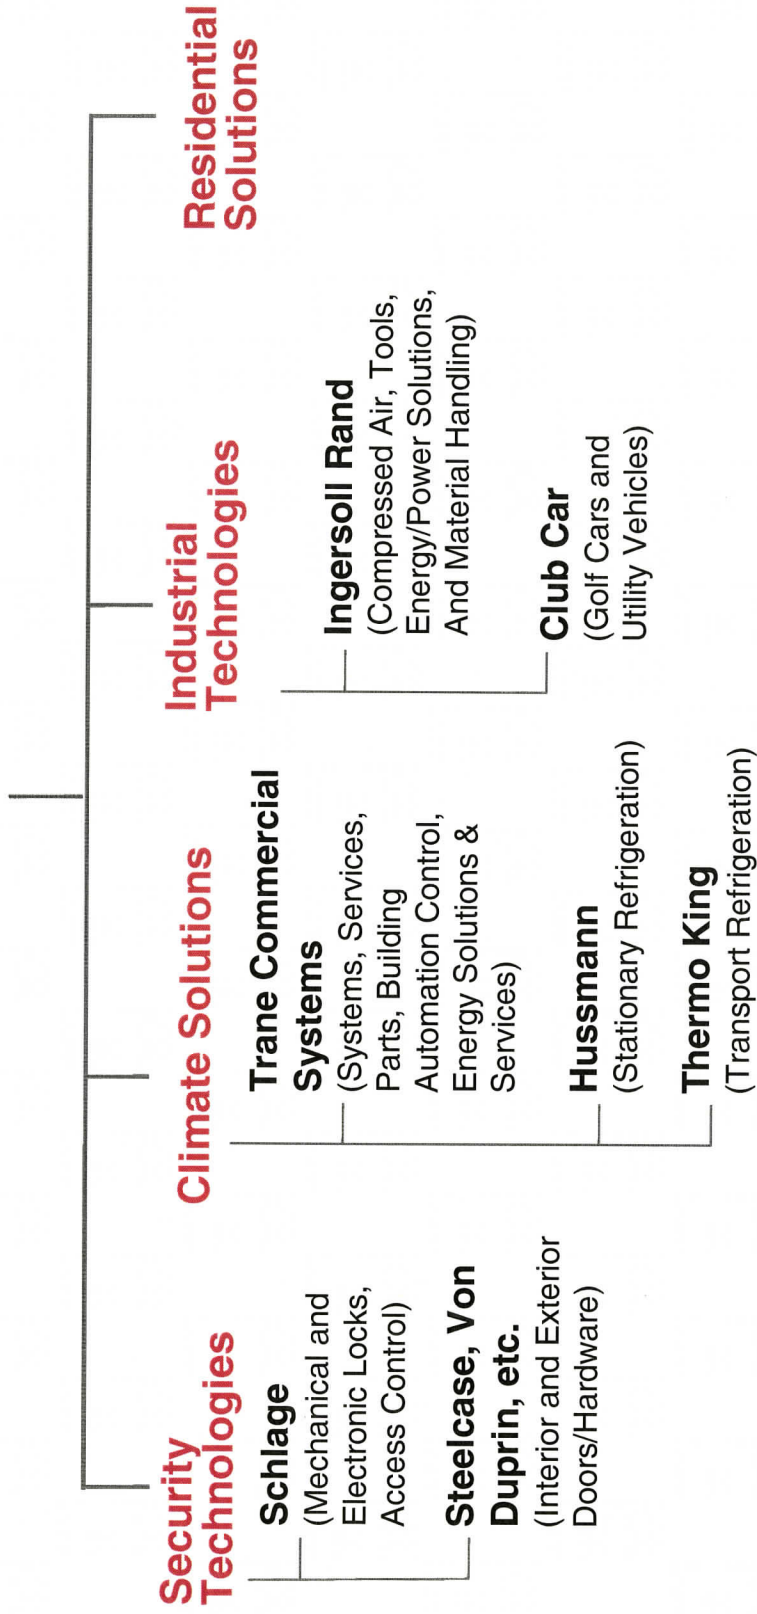 Security
Technologies
Schlage
(Mechanical and
Electronic Locks,
Access Control)
Steelcase, Von
Duprin, etc.
(Interior and Exterior
Doors/Hardware)
Climate Solutions
Trane Commercial
Systems
(Systems, Services,
Parts, Building
Automation Control,
Energy Solutions &
Services)
Hussmann
(Stationary Refrigeration)
Thermo King
(Transport Refrigeration)
Industrial
Technologies
Ingersoll Rand
(Compressed Air, Tools,
Energy/Power Solutions,
And Material Handling)
Club Car
(Golf Cars and
Utility Vehicles)
Residential
Solutions